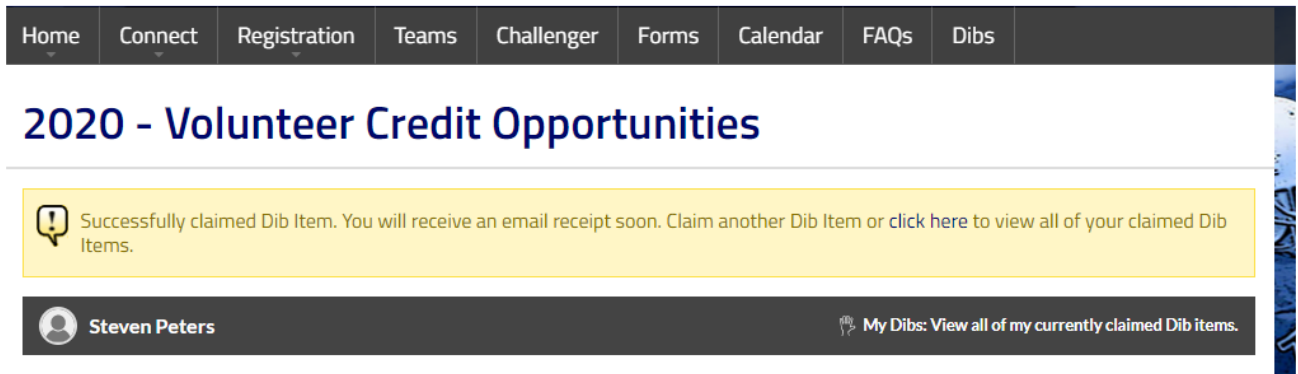 Home Connect Registration Teams Challenger Forms Calendar FAQs Dibs
2020 - Volunteer Credit Opportunities
Successfully claimed Dib Item. You will receive an email receipt soon. Claim another Dib Item or click here to view all of your claimed Dib
Items.
Steven Peters My Dibs: View all of my currently claimed Dib items.